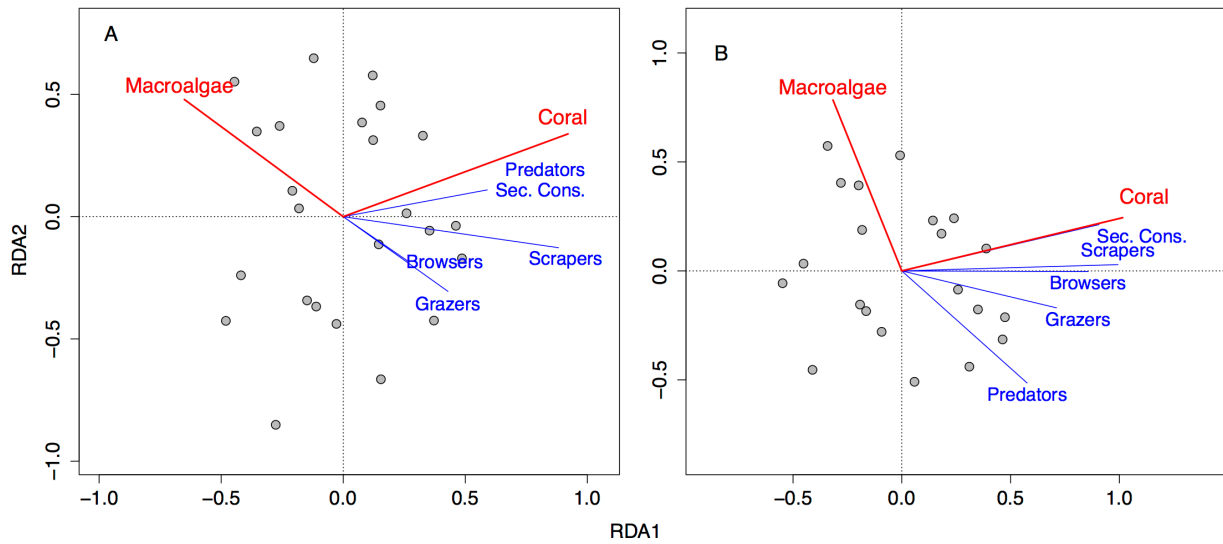 A
Macroalgae
Coral
Predators
Sec. Cons.
Browsers
Scrapers
Grazers
RDA2
0.5
0.0
−0.5
−1.0
−1.0
−0.5
0.0
0.5
1.0
B
Macroalgae
Coral
Sec. Cons.
Scrapers
Browsers
Grazers
Predators
1.0
0.5
0.0
−0.5
−0.5
0.0
0.5
1.0
RDA1